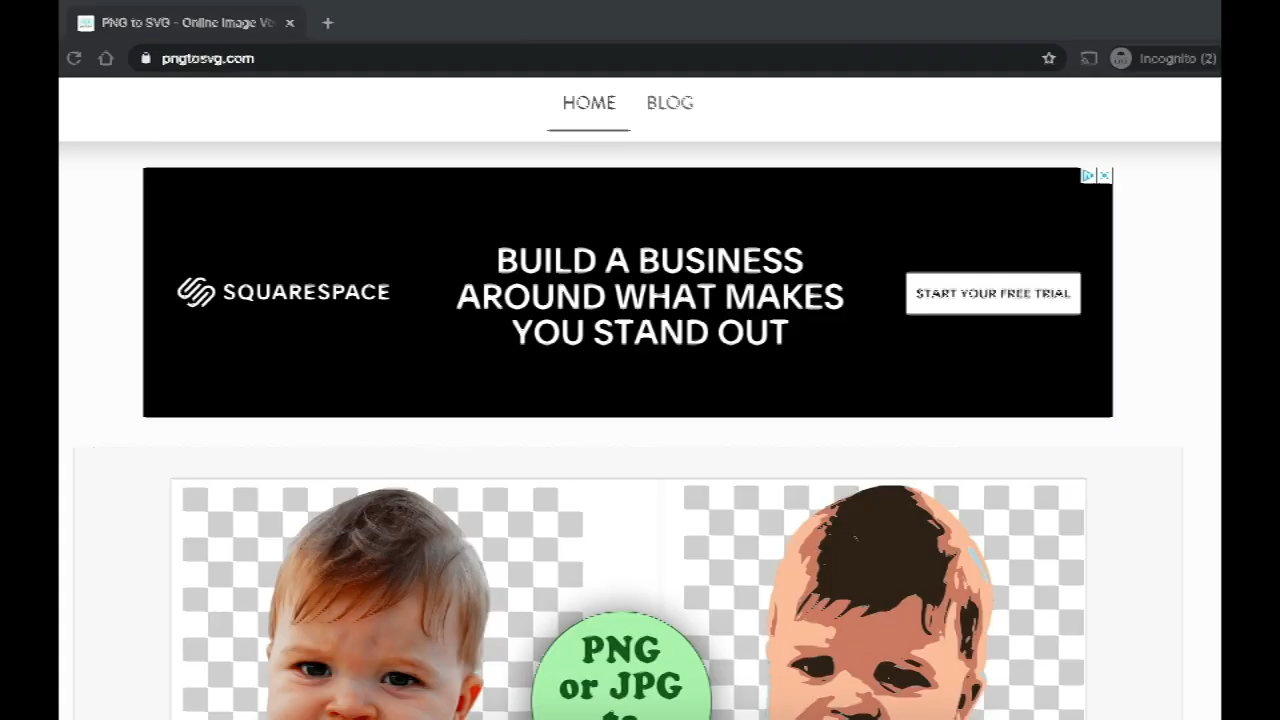 PNG to SVG - Online Image Ve
pngtosvg.com
Incognito (2)
HOME BLOG
SQUARESPACE
BUILD A BUSINESS
AROUND WHAT MAKES
YOU STAND OUT
START YOUR FREE TRIAL
PNG
or JPG
to